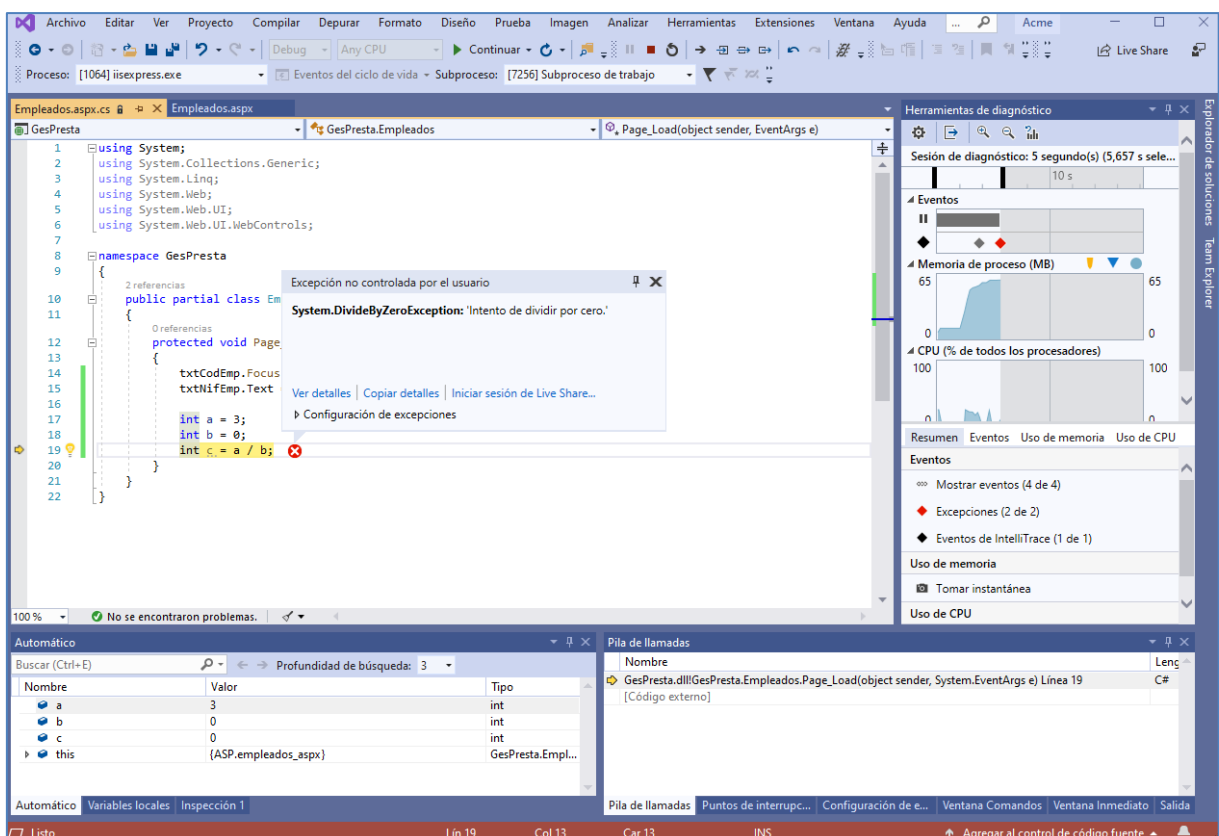 Archivo Editar Ver Proyecto Compilar Depurar Formato Diseño Prueba Imagen Analizar Herramientas Extensiones Ventana Ayuda ... Acme
Debug Any CPU Continuar Live Share
Proceso: [1064] iisexpress.exe Eventos del ciclo de vida Subproceso: [7256] Subproceso de trabajo
Empleados.aspx.cs Empleados.aspx
GesPresta GesPresta.Empleados Page_Load(object sender, EventArgs e)
1 using System;
2 using System.Collections.Generic;
3 using System.Linq;
4 using System.Web;
5 using System.Web.UI;
6 using System.Web.UI.WebControls;
7
8 namespace GesPresta
9 {
2 referencias
10 public partial class Em
11 {
0 referencias
12 protected void Page_
13 {
14 txtCodEmp.Focus
15 txtNifEmp.Text
16
17 int a = 3;
18 int b = 0;
19 int c = a / b;
20 }
21 }
22 }
Excepción no controlada por el usuario
System.DivideByZeroException: 'Intento de dividir por cero.'
Ver detalles | Copiar detalles | Iniciar sesión de Live Share...
Configuración de excepciones
100 % No se encontraron problemas.
Herramientas de diagnóstico
Sesión de diagnóstico: 5 segundo(s) (5,657 s sele...
10 s
Eventos
Memoria de proceso (MB)
65 65
0 0
CPU (% de todos los procesadores)
100 100
0 0
Resumen Eventos Uso de memoria Uso de CPU
Eventos
Mostrar eventos (4 de 4)
Excepciones (2 de 2)
Eventos de IntelliTrace (1 de 1)
Uso de memoria
Tomar instantánea
Uso de CPU
Explorador de soluciones
Team Explorer
Automático
Buscar (Ctrl+E) Profundidad de búsqueda: 3
Nombre Valor Tipo
a 3 int
b 0 int
c 0 int
this {ASP.empleados_aspx} GesPresta.Empl...
Automático Variables locales Inspección 1
Pila de llamadas
Nombre Leng
GesPresta.dll!GesPresta.Empleados.Page_Load(object sender, System.EventArgs e) Línea 19 C#
[Código externo]
Pila de llamadas Puntos de interrupc... Configuración de e... Ventana Comandos Ventana Inmediato Salida
Listo Lín 19 Col 13 Car 13 INS Agregar al control de código fuente